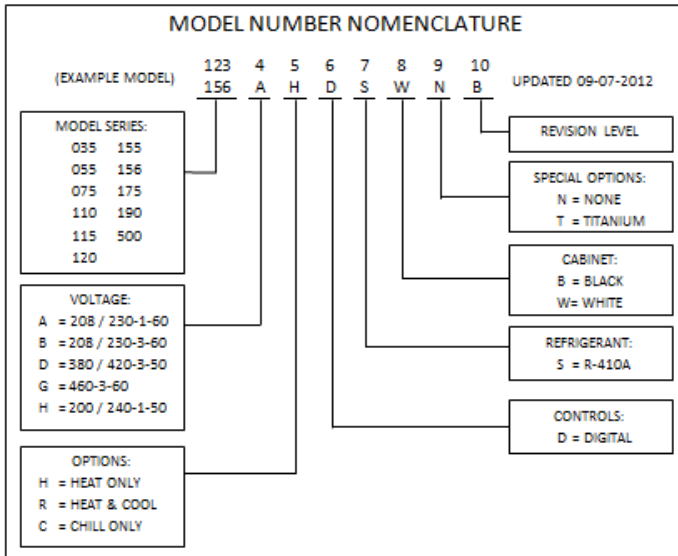 MODEL NUMBER NOMENCLATURE
(EXAMPLE MODEL)
123 4 5 6 7 8 9 10
156 A H D S W N B
UPDATED 09-07-2012
MODEL SERIES:
035 155
055 156
075 175
110 190
115 500
120
VOLTAGE:
A = 208 / 230-1-60
B = 208 / 230-3-60
D = 380 / 420-3-50
G = 460-3-60
H = 200 / 240-1-50
OPTIONS:
H = HEAT ONLY
R = HEAT & COOL
C = CHILL ONLY
REVISION LEVEL
SPECIAL OPTIONS:
N = NONE
T = TITANIUM
CABINET:
B = BLACK
W= WHITE
REFRIGERANT:
S = R-410A
CONTROLS:
D = DIGITAL